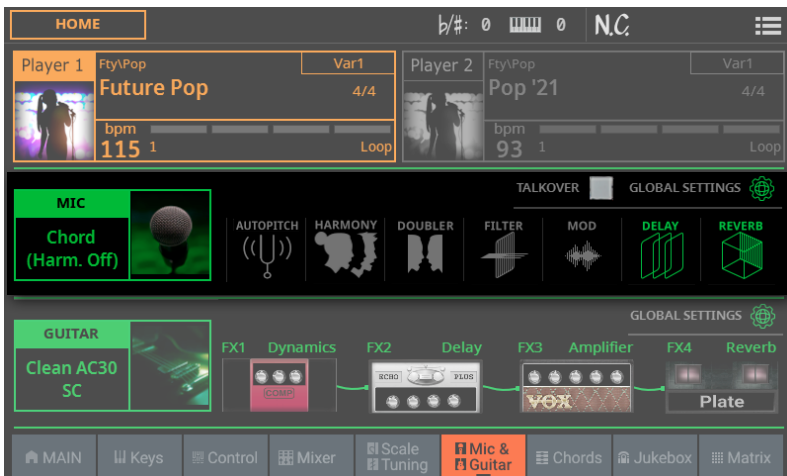 HOME
b/#: 0 0 N.C.
Player 1 Fty\Pop Var1
Future Pop 4/4
bpm
115 1 Loop
Player 2 Fty\Pop Var1
Pop '21 4/4
bpm
93 1 Loop
TALKOVER GLOBAL SETTINGS
MIC
Chord
(Harm. Off)
AUTOPITCH HARMONY DOUBLER FILTER MOD DELAY REVERB
GLOBAL SETTINGS
GUITAR
Clean AC30
SC
FX1 Dynamics FX2 Delay FX3 Amplifier FX4 Reverb
COMP
ECHO PLUS
VOX
Plate
MAIN Keys Control Mixer
Scale
Tuning
Mic &
Guitar
Chords Jukebox Matrix